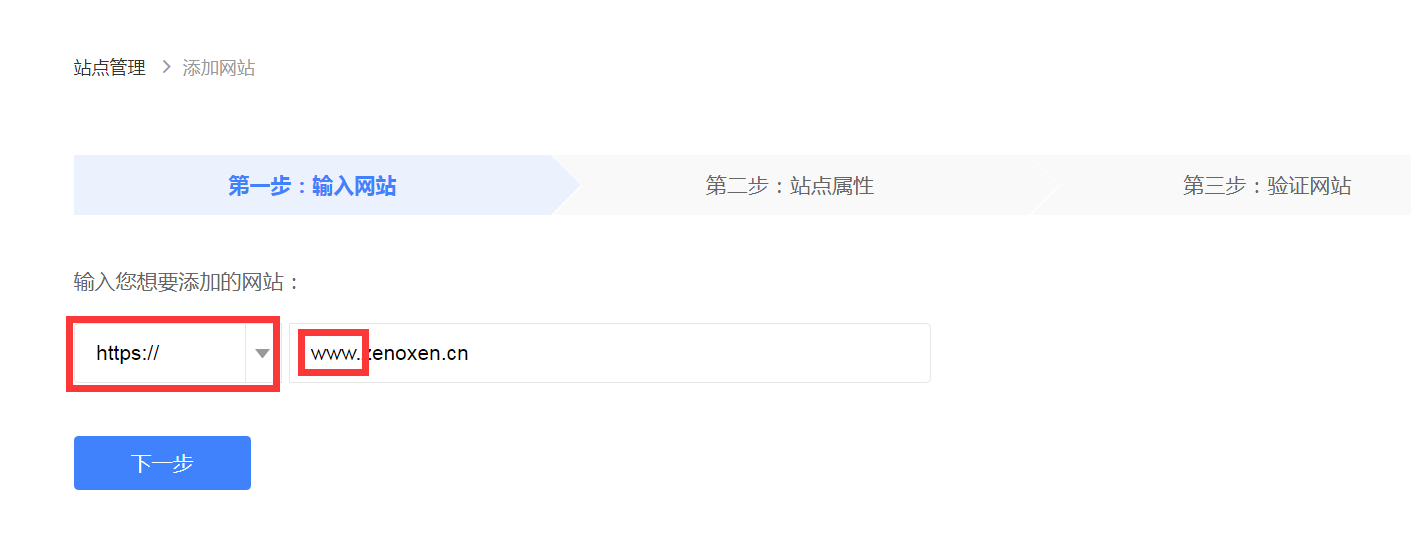 站点管理 > 添加网站
第一步：输入网站 第二步：站点属性 第三步：验证网站
输入您想要添加的网站：
https:// www.zenoxen.cn
下一步